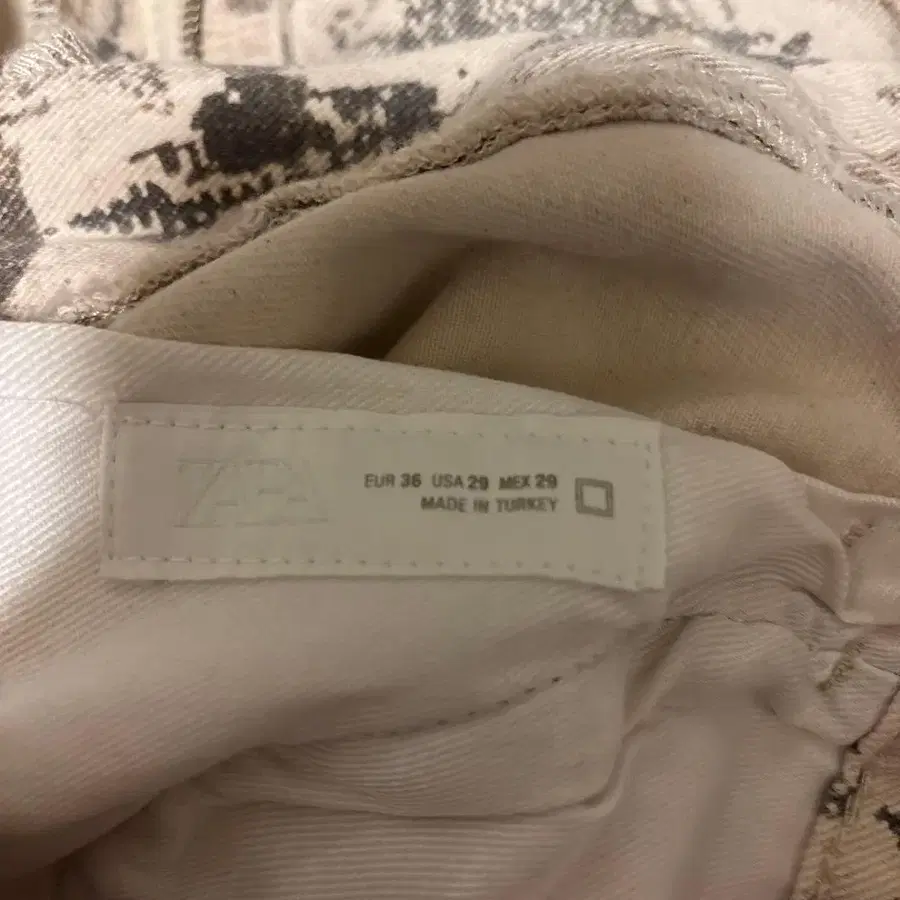 ZARA
EUR 36 USA 29 MEX 29
MADE IN TURKEY